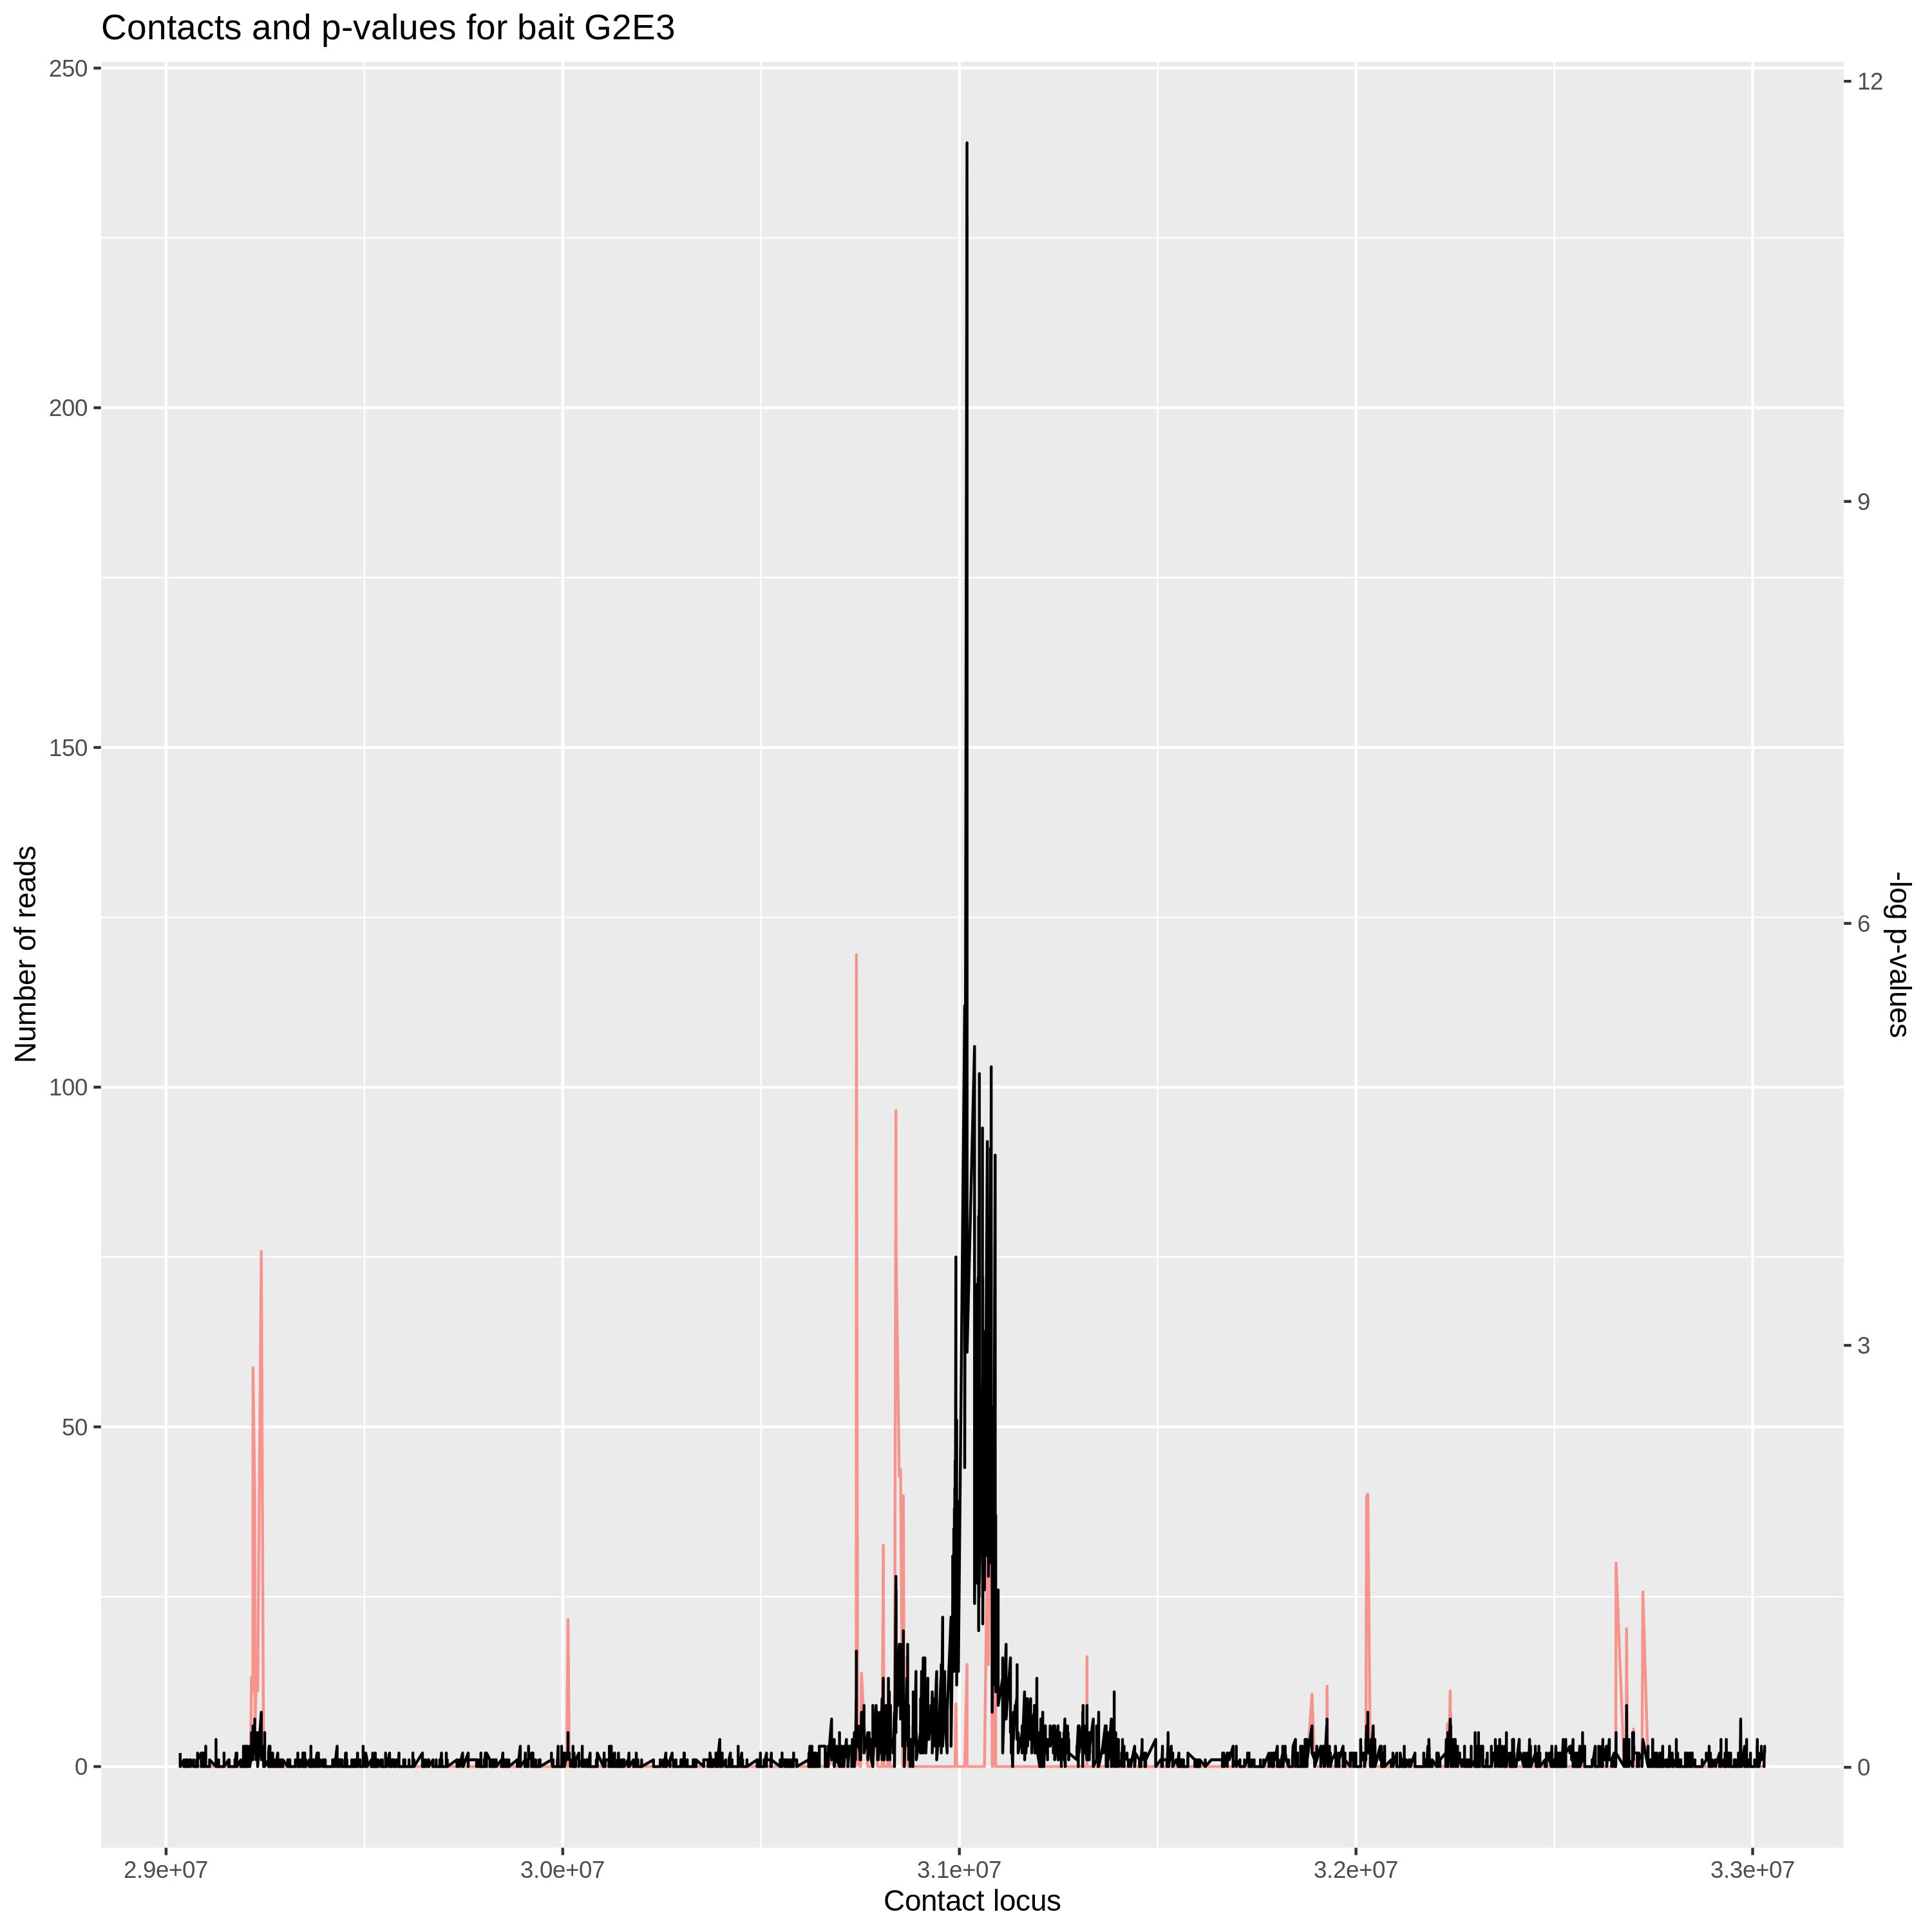 Contacts and p-values for bait G2E3
250
200
150
100
50
0
Number of reads
12
9
6
3
0
-log p-values
2.9e+07 3.0e+07 3.1e+07 3.2e+07 3.3e+07
Contact locus